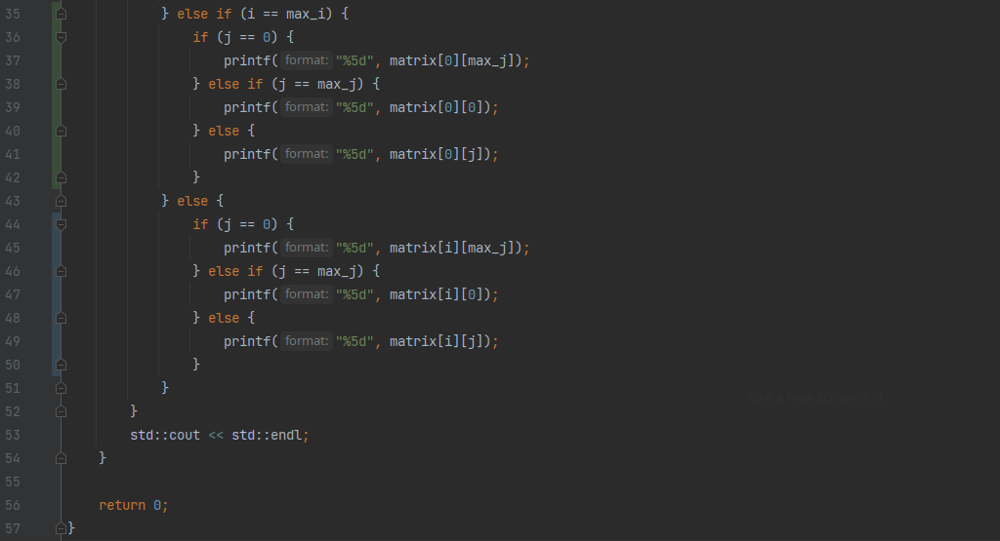 35 } else if (i == max_i) {
36 if (j == 0) {
37 printf( format: "%5d", matrix[0][max_j]);
38 } else if (j == max_j) {
39 printf( format: "%5d", matrix[0][0]);
40 } else {
41 printf( format: "%5d", matrix[0][j]);
42 }
43 } else {
44 if (j == 0) {
45 printf( format: "%5d", matrix[i][max_j]);
46 } else if (j == max_j) {
47 printf( format: "%5d", matrix[i][0]);
48 } else {
49 printf( format: "%5d", matrix[i][j]);
50 }
51 }
52 }
53 std::cout << std::endl;
54 }
55
56 return 0;
57 }